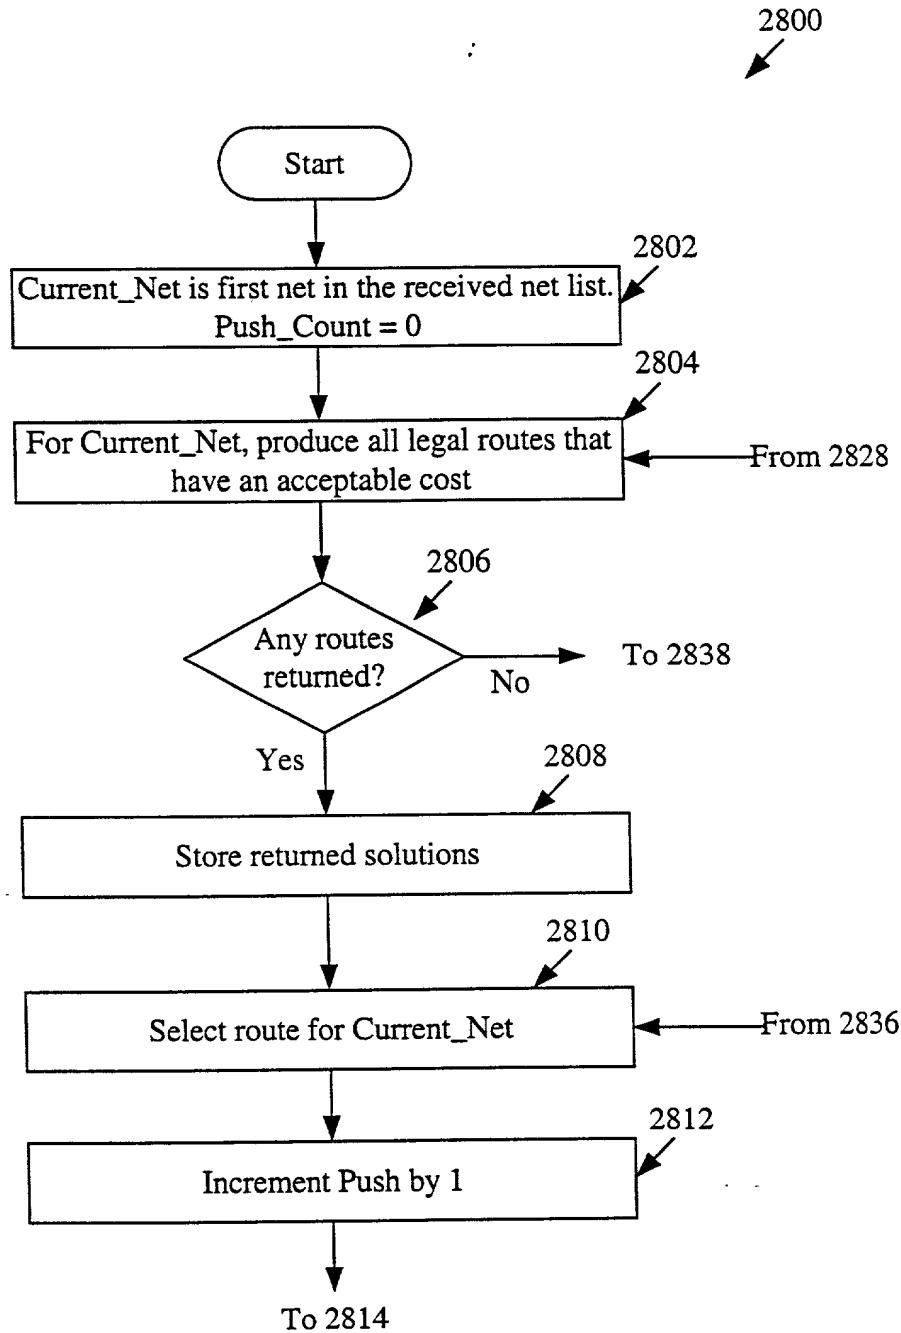 2800
Start
2802
Current_Net is first net in the received net list.
Push_Count = 0
2804
For Current_Net, produce all legal routes that
have an acceptable cost
From 2828
2806
Any routes
returned?
No
To 2838
Yes
2808
Store returned solutions
2810
Select route for Current_Net
From 2836
2812
Increment Push by 1
To 2814